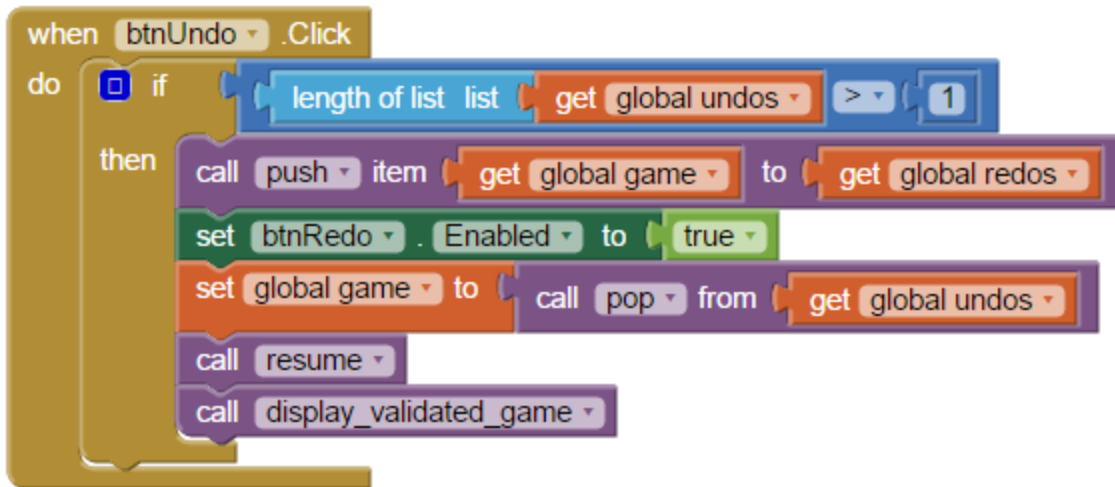 when btnUndo .Click
do if length of list list get global undos > 1
then call push item get global game to get global redos
set btnRedo . Enabled to true
set global game to call pop from get global undos
call resume
call display_validated_game